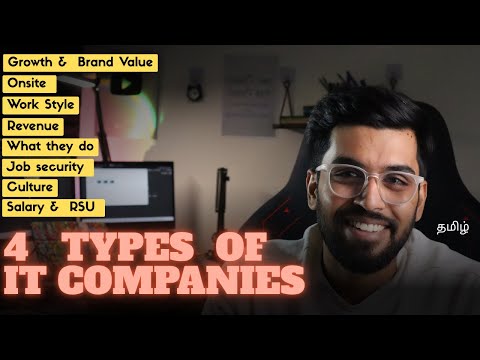 Growth & Brand Value
Onsite
Work Style
Revenue
What they do
Job security
Culture
Salary & RSU
தமிழ்
4 TYPES OF
IT COMPANIES